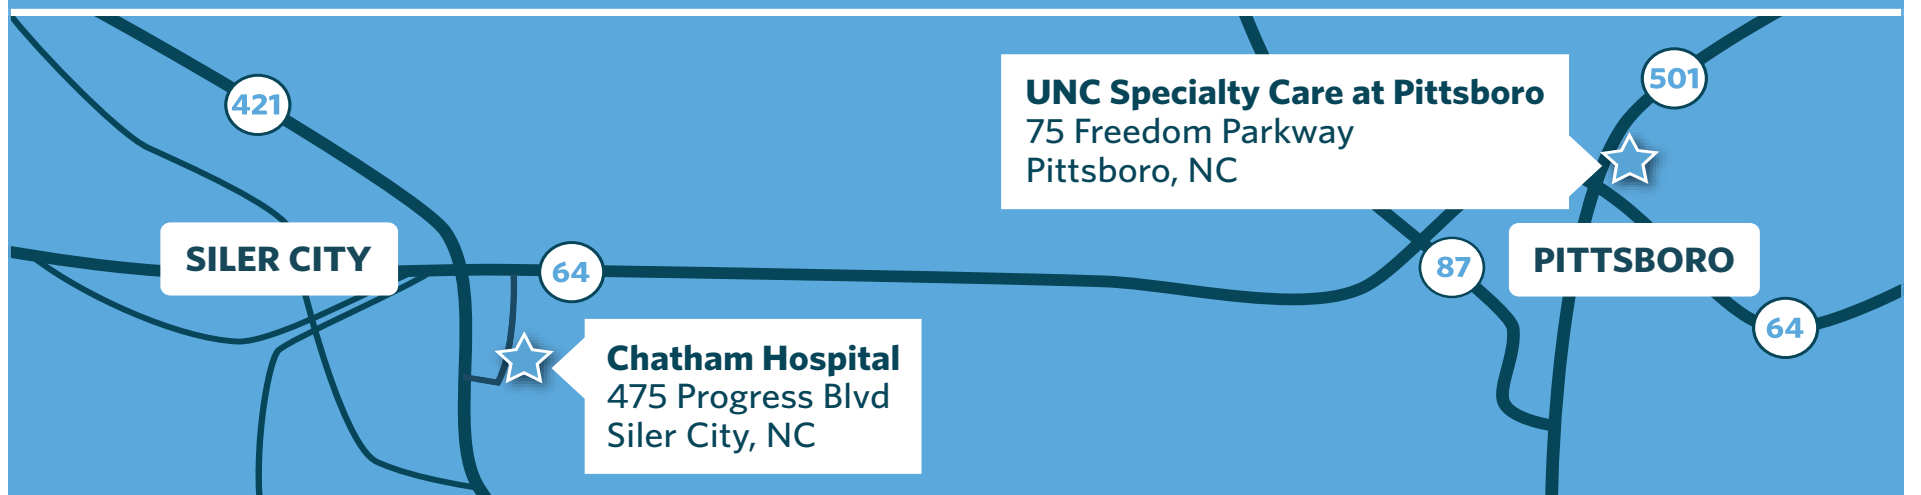 421
UNC Specialty Care at Pittsboro
75 Freedom Parkway
Pittsboro, NC
501
SILER CITY
64
87
PITTSBORO
64
Chatham Hospital
475 Progress Blvd
Siler City, NC